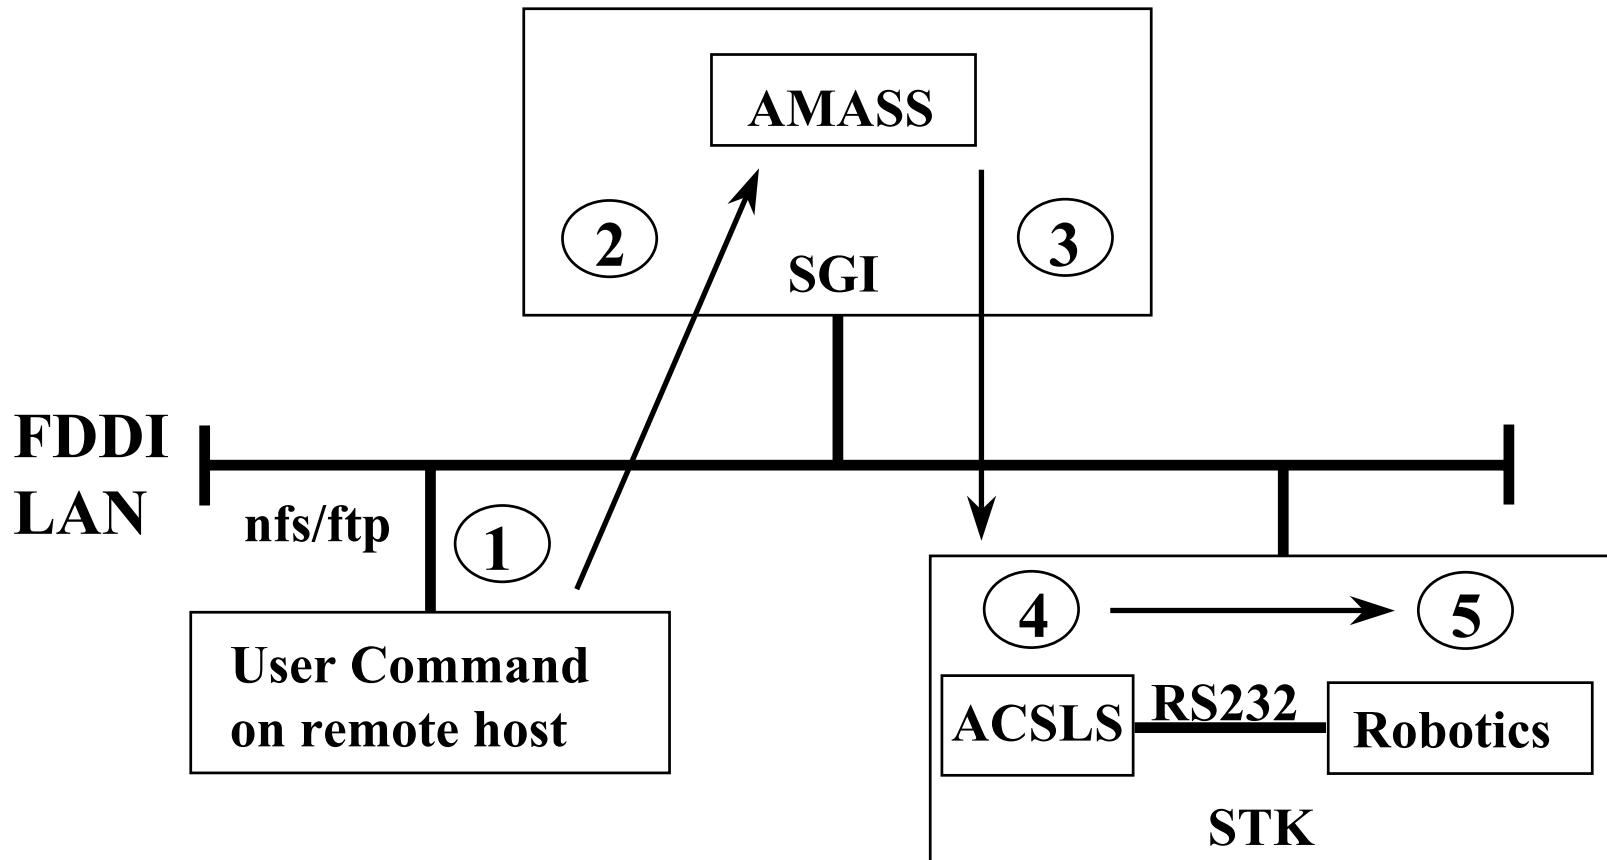 AMASS
2
3
SGI
FDDI
LAN
nfs/ftp
1
User Command
on remote host
4
5
ACSLS
RS232
Robotics
STK